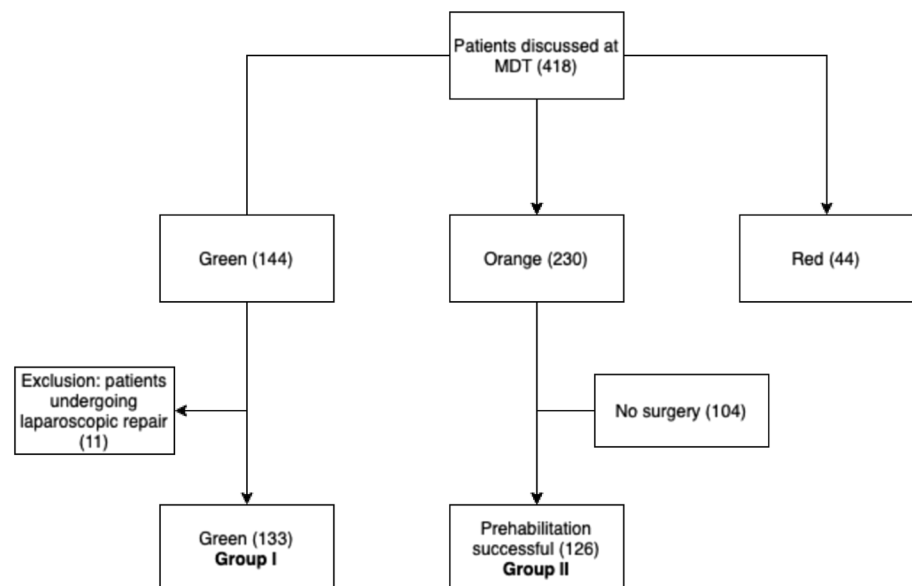 Patients discussed at
MDT (418)
Green (144)
Orange (230)
Red (44)
Exclusion: patients
undergoing
laparoscopic repair
(11)
No surgery (104)
Green (133)
Group I
Prehabilitation
successful (126)
Group II